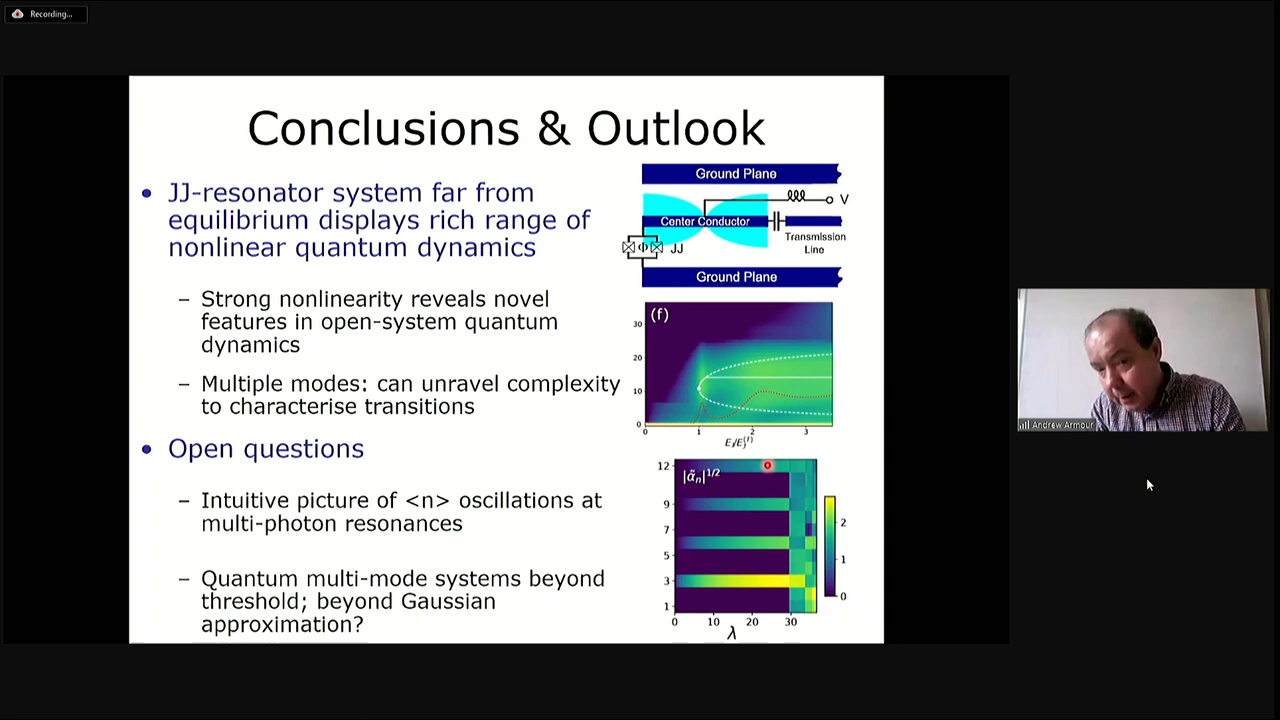 Recording...
Conclusions & Outlook
• JJ-resonator system far from
equilibrium displays rich range of
nonlinear quantum dynamics
– Strong nonlinearity reveals novel
features in open-system quantum
dynamics
– Multiple modes: can unravel complexity
to characterise transitions
• Open questions
– Intuitive picture of <n> oscillations at
multi-photon resonances
– Quantum multi-mode systems beyond
threshold; beyond Gaussian
approximation?
Ground Plane
V
Center Conductor
Transmission
Line
Φ
JJ
Ground Plane
(f)
30
20
10
0
0 1 2 3
|α̃ₙ|^1/2
12
9
7
5
3
1
0 10 20 30
λ
2
1
0
Andrew Armour